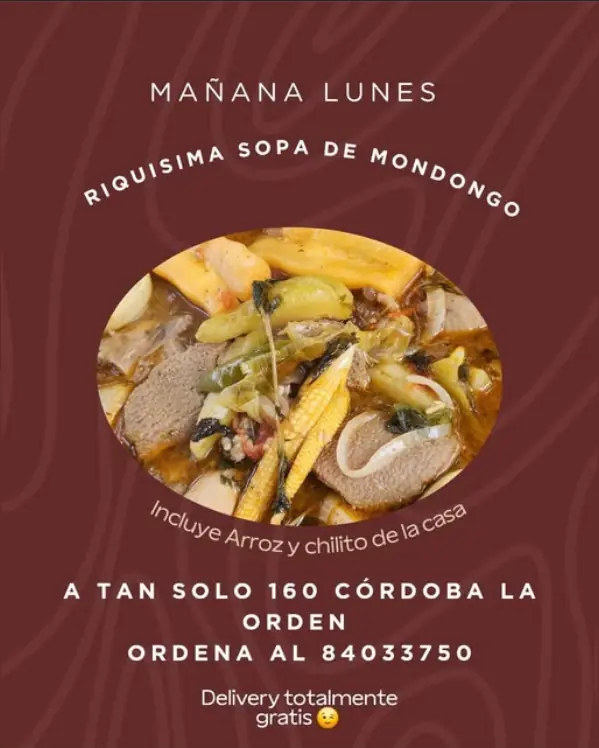 MAÑANA LUNES
RIQUISIMA SOPA DE MONDONGO
Incluye Arroz y chilito de la casa
A TAN SOLO 160 CÓRDOBA LA
ORDEN
ORDENA AL 84033750
Delivery totalmente
gratis 😉